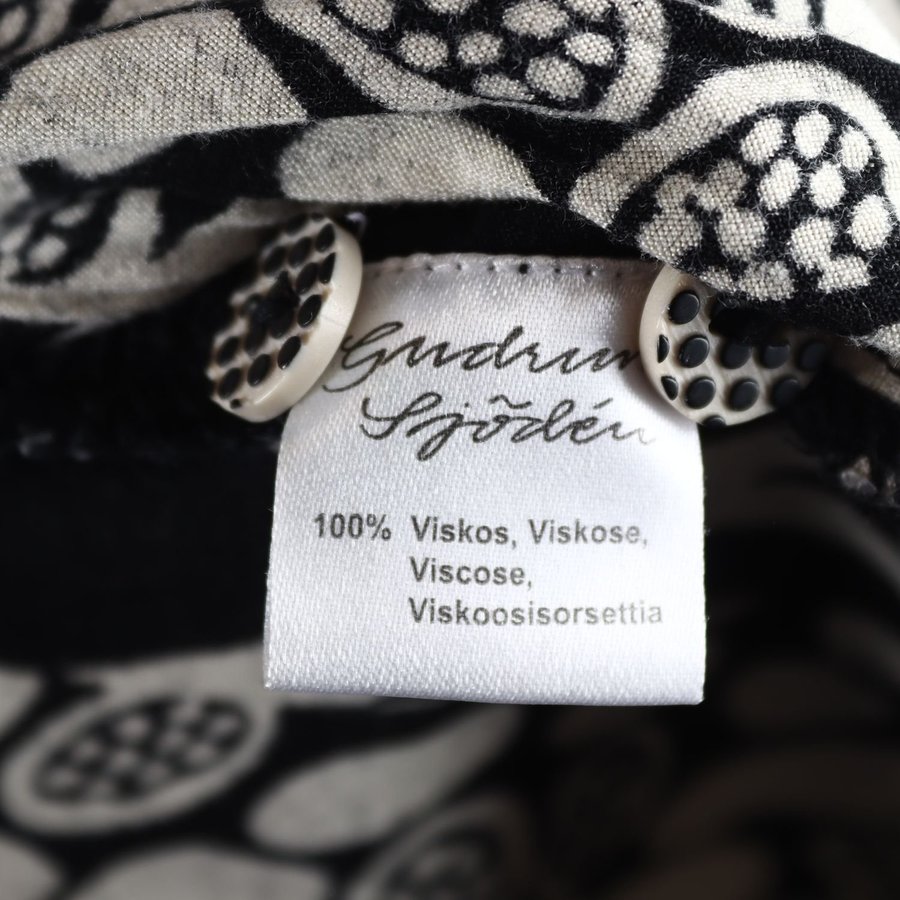 Gudrun
Sjödén
100% Viskos, Viskose,
Viscose,
Viskoosisorsettia